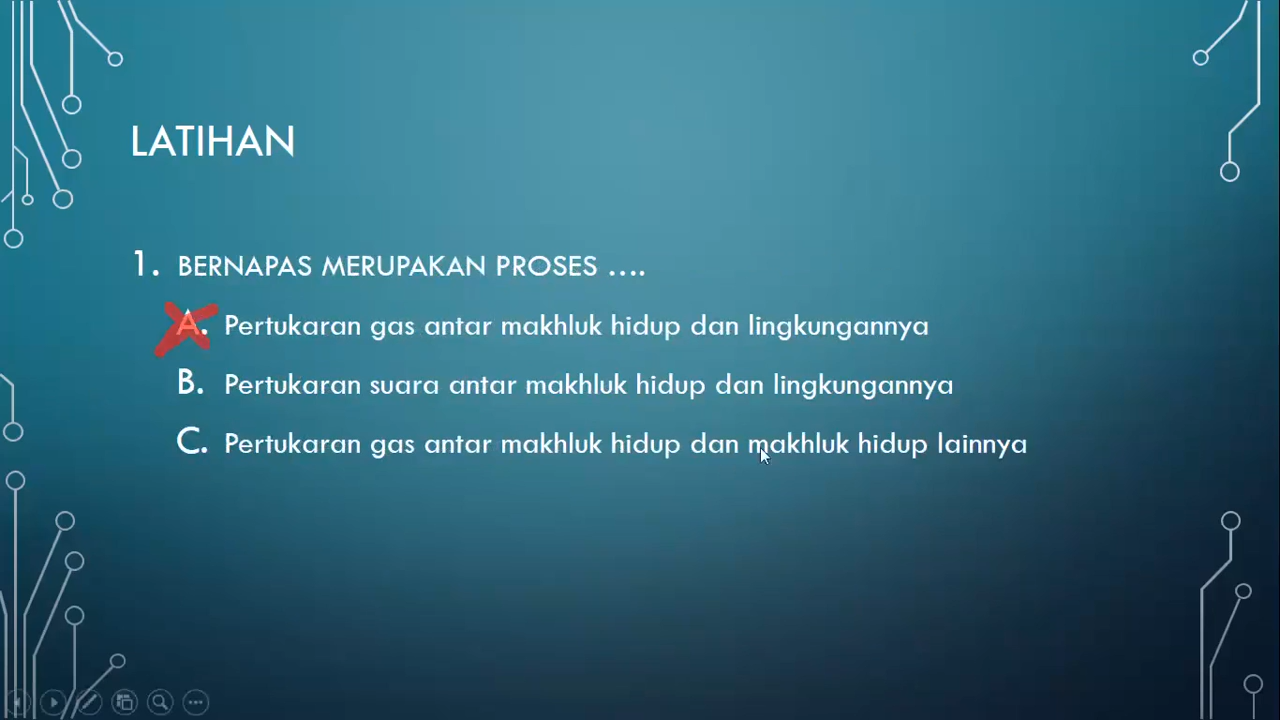 LATIHAN
1. BERNAPAS MERUPAKAN PROSES ....
A. Pertukaran gas antar makhluk hidup dan lingkungannya
B. Pertukaran suara antar makhluk hidup dan lingkungannya
C. Pertukaran gas antar makhluk hidup dan makhluk hidup lainnya